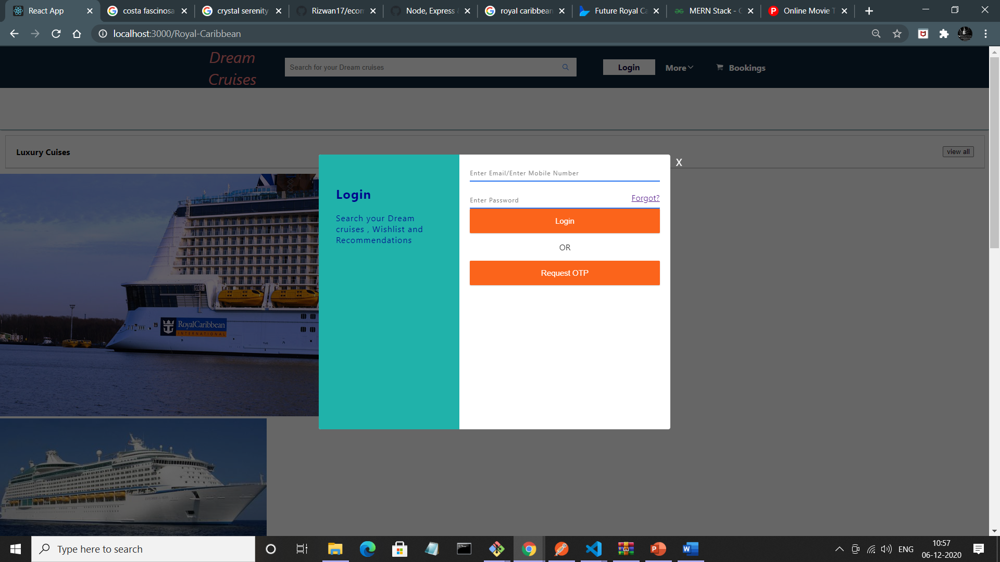 React App
costa fascinosa
crystal serenity
Rizwan17/ecom
Node, Express
royal caribbean
Future Royal Ca
MERN Stack - G
Online Movie T
localhost:3000/Royal-Caribbean
Dream
Cruises
Search for your Dream cruises
Login
More
Bookings
Luxury Cuises
view all
X
Login
Search your Dream
cruises , Wishlist and
Recommendations
Enter Email/Enter Mobile Number
Enter Password
Forgot?
Login
OR
Request OTP
RoyalCaribbean
INTERNATIONAL
Type here to search
ENG
10:57
06-12-2020